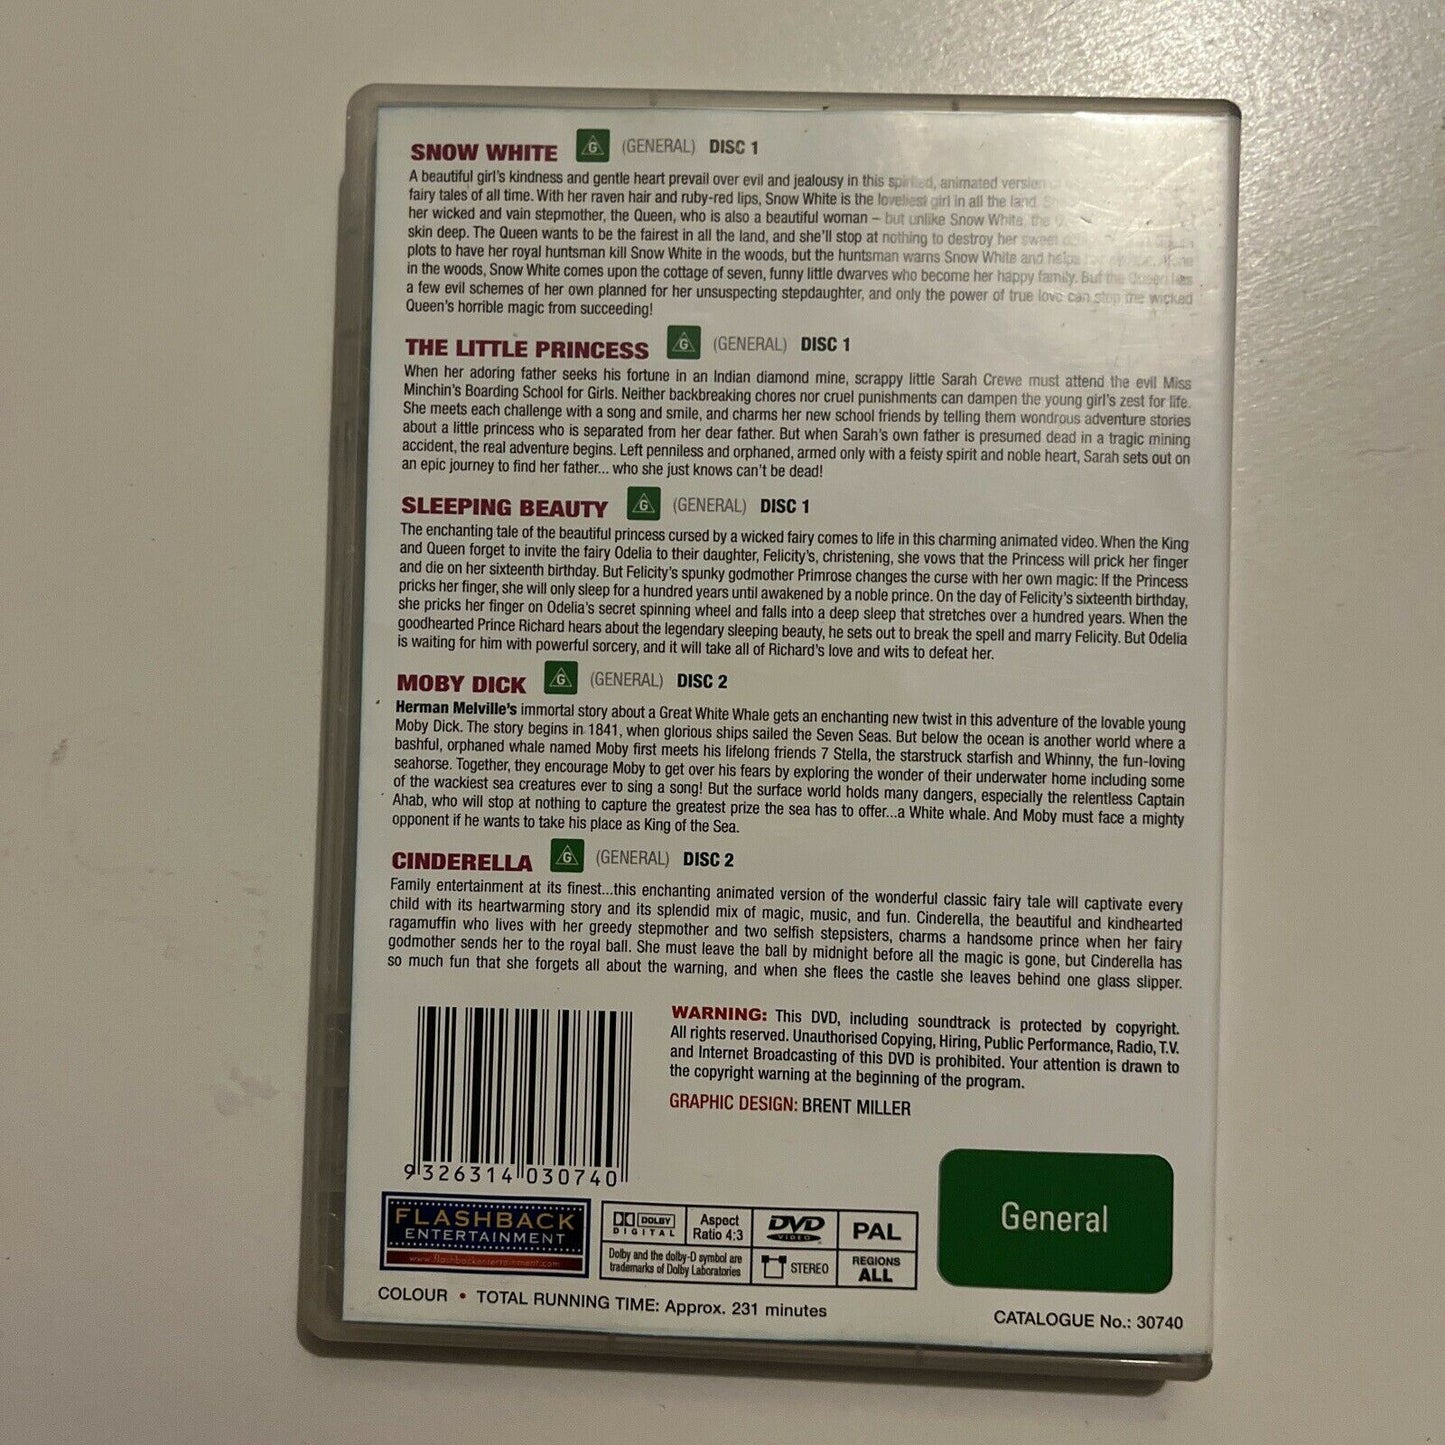 SNOW WHITE G (GENERAL) DISC 1
A beautiful girl's kindness and gentle heart prevail over evil and jealousy in this spirited, animated version
fairy tales of all time. With her raven hair and ruby-red lips, Snow White is the loveliest girl in all the land.
her wicked and vain stepmother, the Queen, who is also a beautiful woman – but unlike Snow White, the
skin deep. The Queen wants to be the fairest in all the land, and she'll stop at nothing to destroy her sweet
plots to have her royal huntsman kill Snow White in the woods, but the huntsman warns Snow White and helps
in the woods, Snow White comes upon the cottage of seven, funny little dwarves who become her happy family. But the Queen has
a few evil schemes of her own planned for her unsuspecting stepdaughter, and only the power of true love can stop the wicked
Queen's horrible magic from succeeding!
THE LITTLE PRINCESS G (GENERAL) DISC 1
When her adoring father seeks his fortune in an Indian diamond mine, scrappy little Sarah Crewe must attend the evil Miss
Minchin's Boarding School for Girls. Neither backbreaking chores nor cruel punishments can dampen the young girl's zest for life.
She meets each challenge with a song and smile, and charms her new school friends by telling them wondrous adventure stories
about a little princess who is separated from her dear father. But when Sarah's own father is presumed dead in a tragic mining
accident, the real adventure begins. Left penniless and orphaned, armed only with a feisty spirit and noble heart, Sarah sets out on
an epic journey to find her father... who she just knows can't be dead!
SLEEPING BEAUTY G (GENERAL) DISC 1
The enchanting tale of the beautiful princess cursed by a wicked fairy comes to life in this charming animated video. When the King
and Queen forget to invite the fairy Odelia to their daughter, Felicity's, christening, she vows that the Princess will prick her finger
and die on her sixteenth birthday. But Felicity's spunky godmother Primrose changes the curse with her own magic: If the Princess
pricks her finger, she will only sleep for a hundred years until awakened by a noble prince. On the day of Felicity's sixteenth birthday,
she pricks her finger on Odelia's secret spinning wheel and falls into a deep sleep that stretches over a hundred years. When the
goodhearted Prince Richard hears about the legendary sleeping beauty, he sets out to break the spell and marry Felicity. But Odelia
is waiting for him with powerful sorcery, and it will take all of Richard's love and wits to defeat her.
MOBY DICK G (GENERAL) DISC 2
Herman Melville's immortal story about a Great White Whale gets an enchanting new twist in this adventure of the lovable young
Moby Dick. The story begins in 1841, when glorious ships sailed the Seven Seas. But below the ocean is another world where a
bashful, orphaned whale named Moby first meets his lifelong friends 7 Stella, the starstruck starfish and Whinny, the fun-loving
seahorse. Together, they encourage Moby to get over his fears by exploring the wonder of their underwater home including some
of the wackiest sea creatures ever to sing a song! But the surface world holds many dangers, especially the relentless Captain
Ahab, who will stop at nothing to capture the greatest prize the sea has to offer...a White whale. And Moby must face a mighty
opponent if he wants to take his place as King of the Sea.
CINDERELLA G (GENERAL) DISC 2
Family entertainment at its finest...this enchanting animated version of the wonderful classic fairy tale will captivate every
child with its heartwarming story and its splendid mix of magic, music, and fun. Cinderella, the beautiful and kindhearted
ragamuffin who lives with her greedy stepmother and two selfish stepsisters, charms a handsome prince when her fairy
godmother sends her to the royal ball. She must leave the ball by midnight before all the magic is gone, but Cinderella has
so much fun that she forgets all about the warning, and when she flees the castle she leaves behind one glass slipper.
WARNING: This DVD, including soundtrack is protected by copyright.
All rights reserved. Unauthorised Copying, Hiring, Public Performance, Radio, T.V.
and Internet Broadcasting of this DVD is prohibited. Your attention is drawn to
the copyright warning at the beginning of the program.
GRAPHIC DESIGN: BRENT MILLER
9 326314 030740
General
FLASHBACK
ENTERTAINMENT
www.flashbackentertainment.com
DOLBY
DIGITAL
Aspect
Ratio 4:3
DVD
VIDEO
PAL
Dolby and the dolby-D symbol are
trademarks of Dolby Laboratories
STEREO
REGIONS
ALL
COLOUR • TOTAL RUNNING TIME: Approx. 231 minutes
CATALOGUE No.: 30740